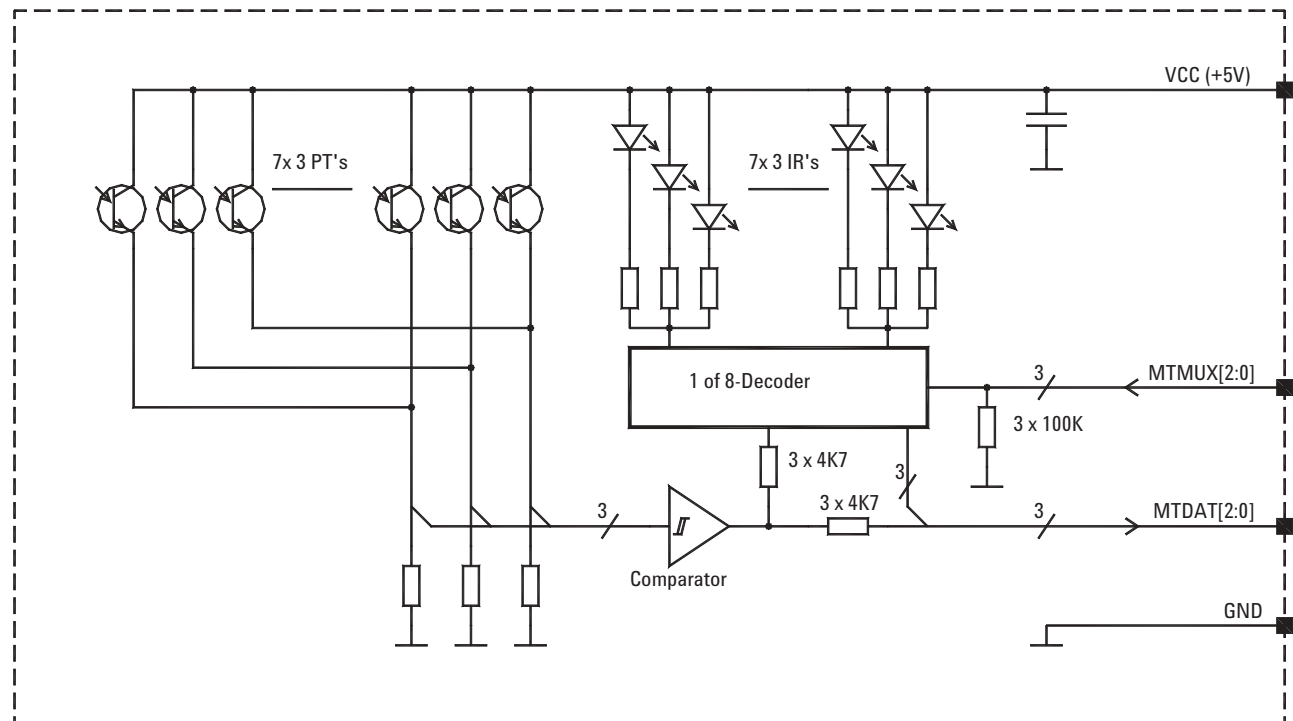 VCC (+5V)
7x 3 PT's
7x 3 IR's
1 of 8-Decoder
3
MTMUX[2:0]
3 x 100K
3 x 4K7
3
3 x 4K7
3
3
MTDAT[2:0]
Comparator
GND